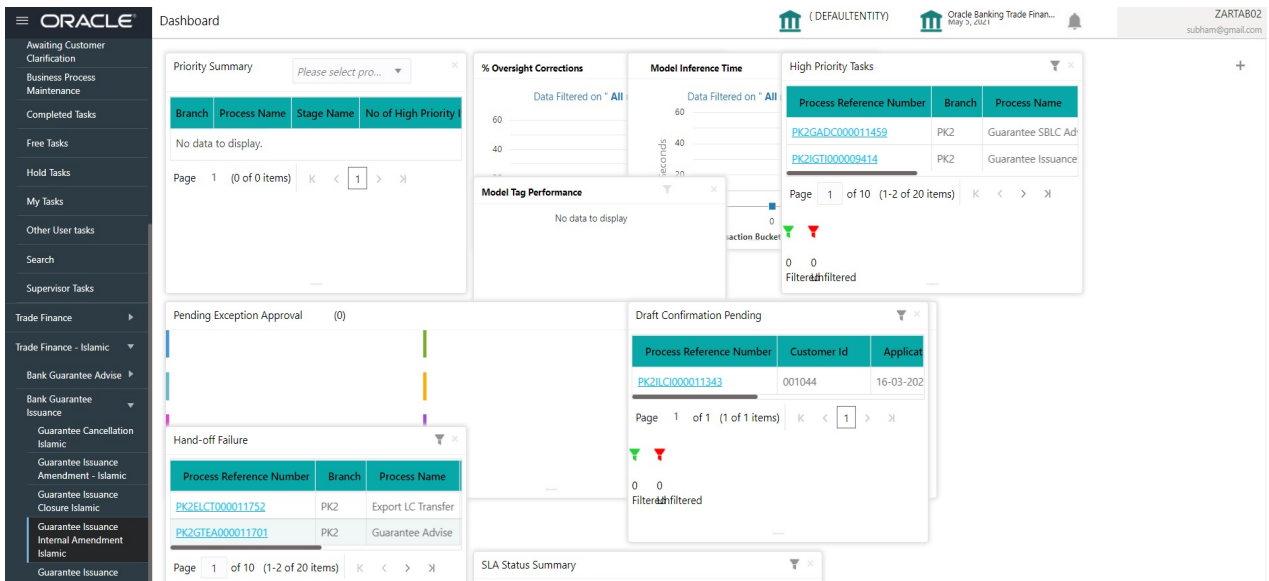 ORACLE
Dashboard
( DEFAULTENTITY)
Oracle Banking Trade Finan...
May 5, 2021
ZARTAB02
subham@gmail.com
Awaiting Customer
Clarification
Business Process
Maintenance
Completed Tasks
Free Tasks
Hold Tasks
My Tasks
Other User tasks
Search
Supervisor Tasks
Trade Finance
Trade Finance - Islamic
Bank Guarantee Advise
Bank Guarantee
Issuance
Guarantee Cancellation
Islamic
Guarantee Issuance
Amendment - Islamic
Guarantee Issuance
Closure Islamic
Guarantee Issuance
Internal Amendment
Islamic
Guarantee Issuance
Priority Summary
Please select pro...
Branch Process Name Stage Name No of High Priority
No data to display.
Page 1 (0 of 0 items) 1
% Oversight Corrections
Data Filtered on " All
60
40
Model Inference Time
Data Filtered on " All
60
40
20
Seconds
0
saction Bucket
Model Tag Performance
No data to display
High Priority Tasks
Process Reference Number Branch Process Name
PK2GADC000011459 PK2 Guarantee SBLC Adv
PK2IGTI000009414 PK2 Guarantee Issuance
Page 1 of 10 (1-2 of 20 items)
0 0
Filtered Unfiltered
Pending Exception Approval (0)
Draft Confirmation Pending
Process Reference Number Customer Id Applicat
PK2ILCI000011343 001044 16-03-202
Page 1 of 1 (1 of 1 items) 1
0 0
Filtered Unfiltered
Hand-off Failure
Process Reference Number Branch Process Name
PK2ELCT000011752 PK2 Export LC Transfer
PK2GTEA000011701 PK2 Guarantee Advise
Page 1 of 10 (1-2 of 20 items)
SLA Status Summary